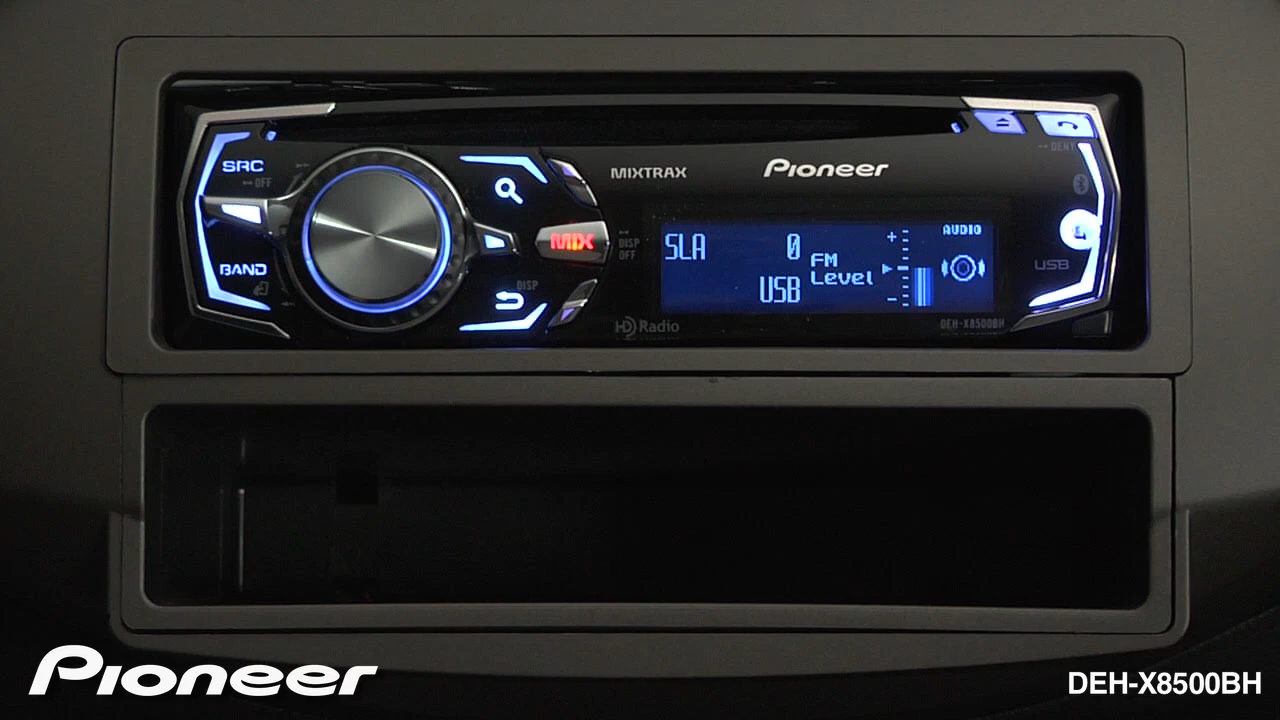 SRC
OFF
BAND
MIXTRAX
Pioneer
DENY
MIX
DISP
OFF
DISP
SLA 0
USB
FM
Level
+
−
AUDIO
USB
HD Radio
DEH-X8500BH
Pioneer
DEH-X8500BH